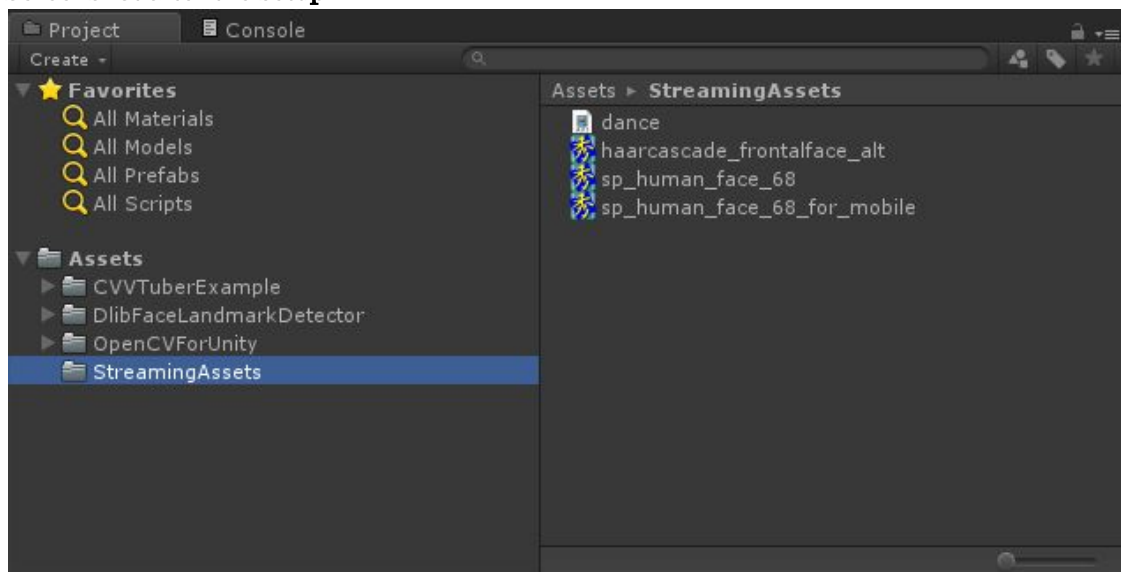 Project
Console
Create
Favorites
All Materials
All Models
All Prefabs
All Scripts
Assets
CVVTuberExample
DlibFaceLandmarkDetector
OpenCVForUnity
StreamingAssets
Assets ▸ StreamingAssets
dance
haarcascade_frontalface_alt
sp_human_face_68
sp_human_face_68_for_mobile